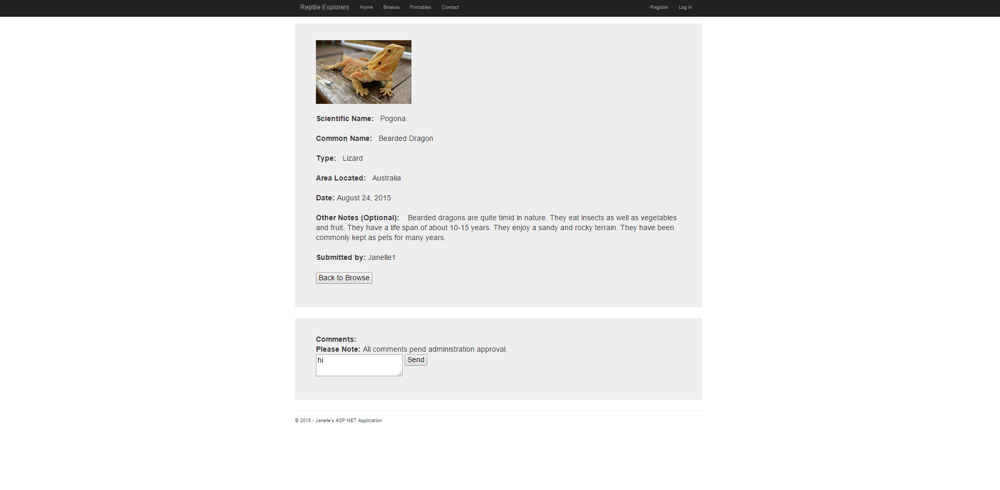 Reptile Explorers Home Browse Printables Contact Register Log in
Scientific Name: Pogona
Common Name: Bearded Dragon
Type: Lizard
Area Located: Australia
Date: August 24, 2015
Other Notes (Optional): Bearded dragons are quite timid in nature. They eat insects as well as vegetables
and fruit. They have a life span of about 10-15 years. They enjoy a sandy and rocky terrain. They have been
commonly kept as pets for many years.
Submitted by: Janelle1
Back to Browse
Comments:
Please Note: All comments pend administration approval.
hi Send
© 2015 - Janelle's ASP.NET Application